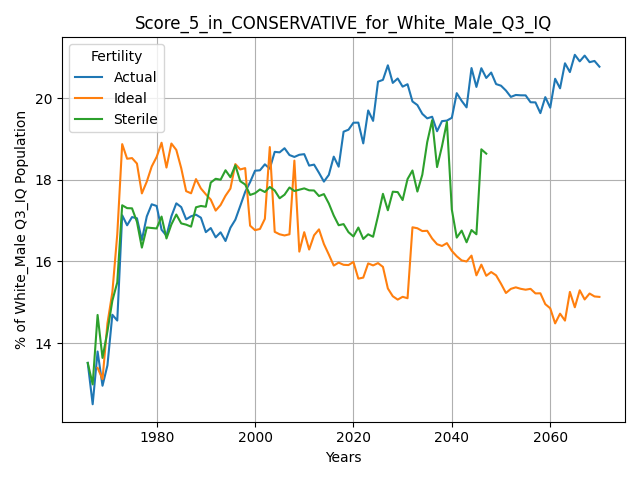 Score_5_in_CONSERVATIVE_for_White_Male_Q3_IQ
Fertility
Actual
Ideal
Sterile
% of White_Male Q3_IQ Population
20
18
16
14
1980
2000
2020
2040
2060
Years